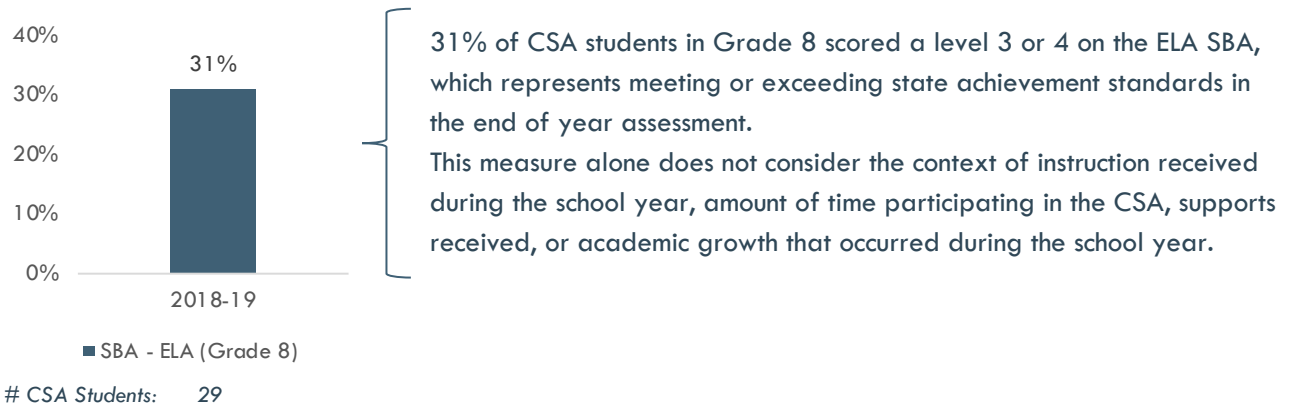 40%
31%
30%
20%
10%
0%
2018-19
SBA - ELA (Grade 8)
# CSA Students: 29
31% of CSA students in Grade 8 scored a level 3 or 4 on the ELA SBA,
which represents meeting or exceeding state achievement standards in
the end of year assessment.
This measure alone does not consider the context of instruction received
during the school year, amount of time participating in the CSA, supports
received, or academic growth that occurred during the school year.